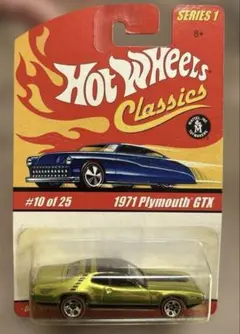 SERIES 1
8+
Hot Wheels
Classics
#10 of 25
1971 Plymouth GTX